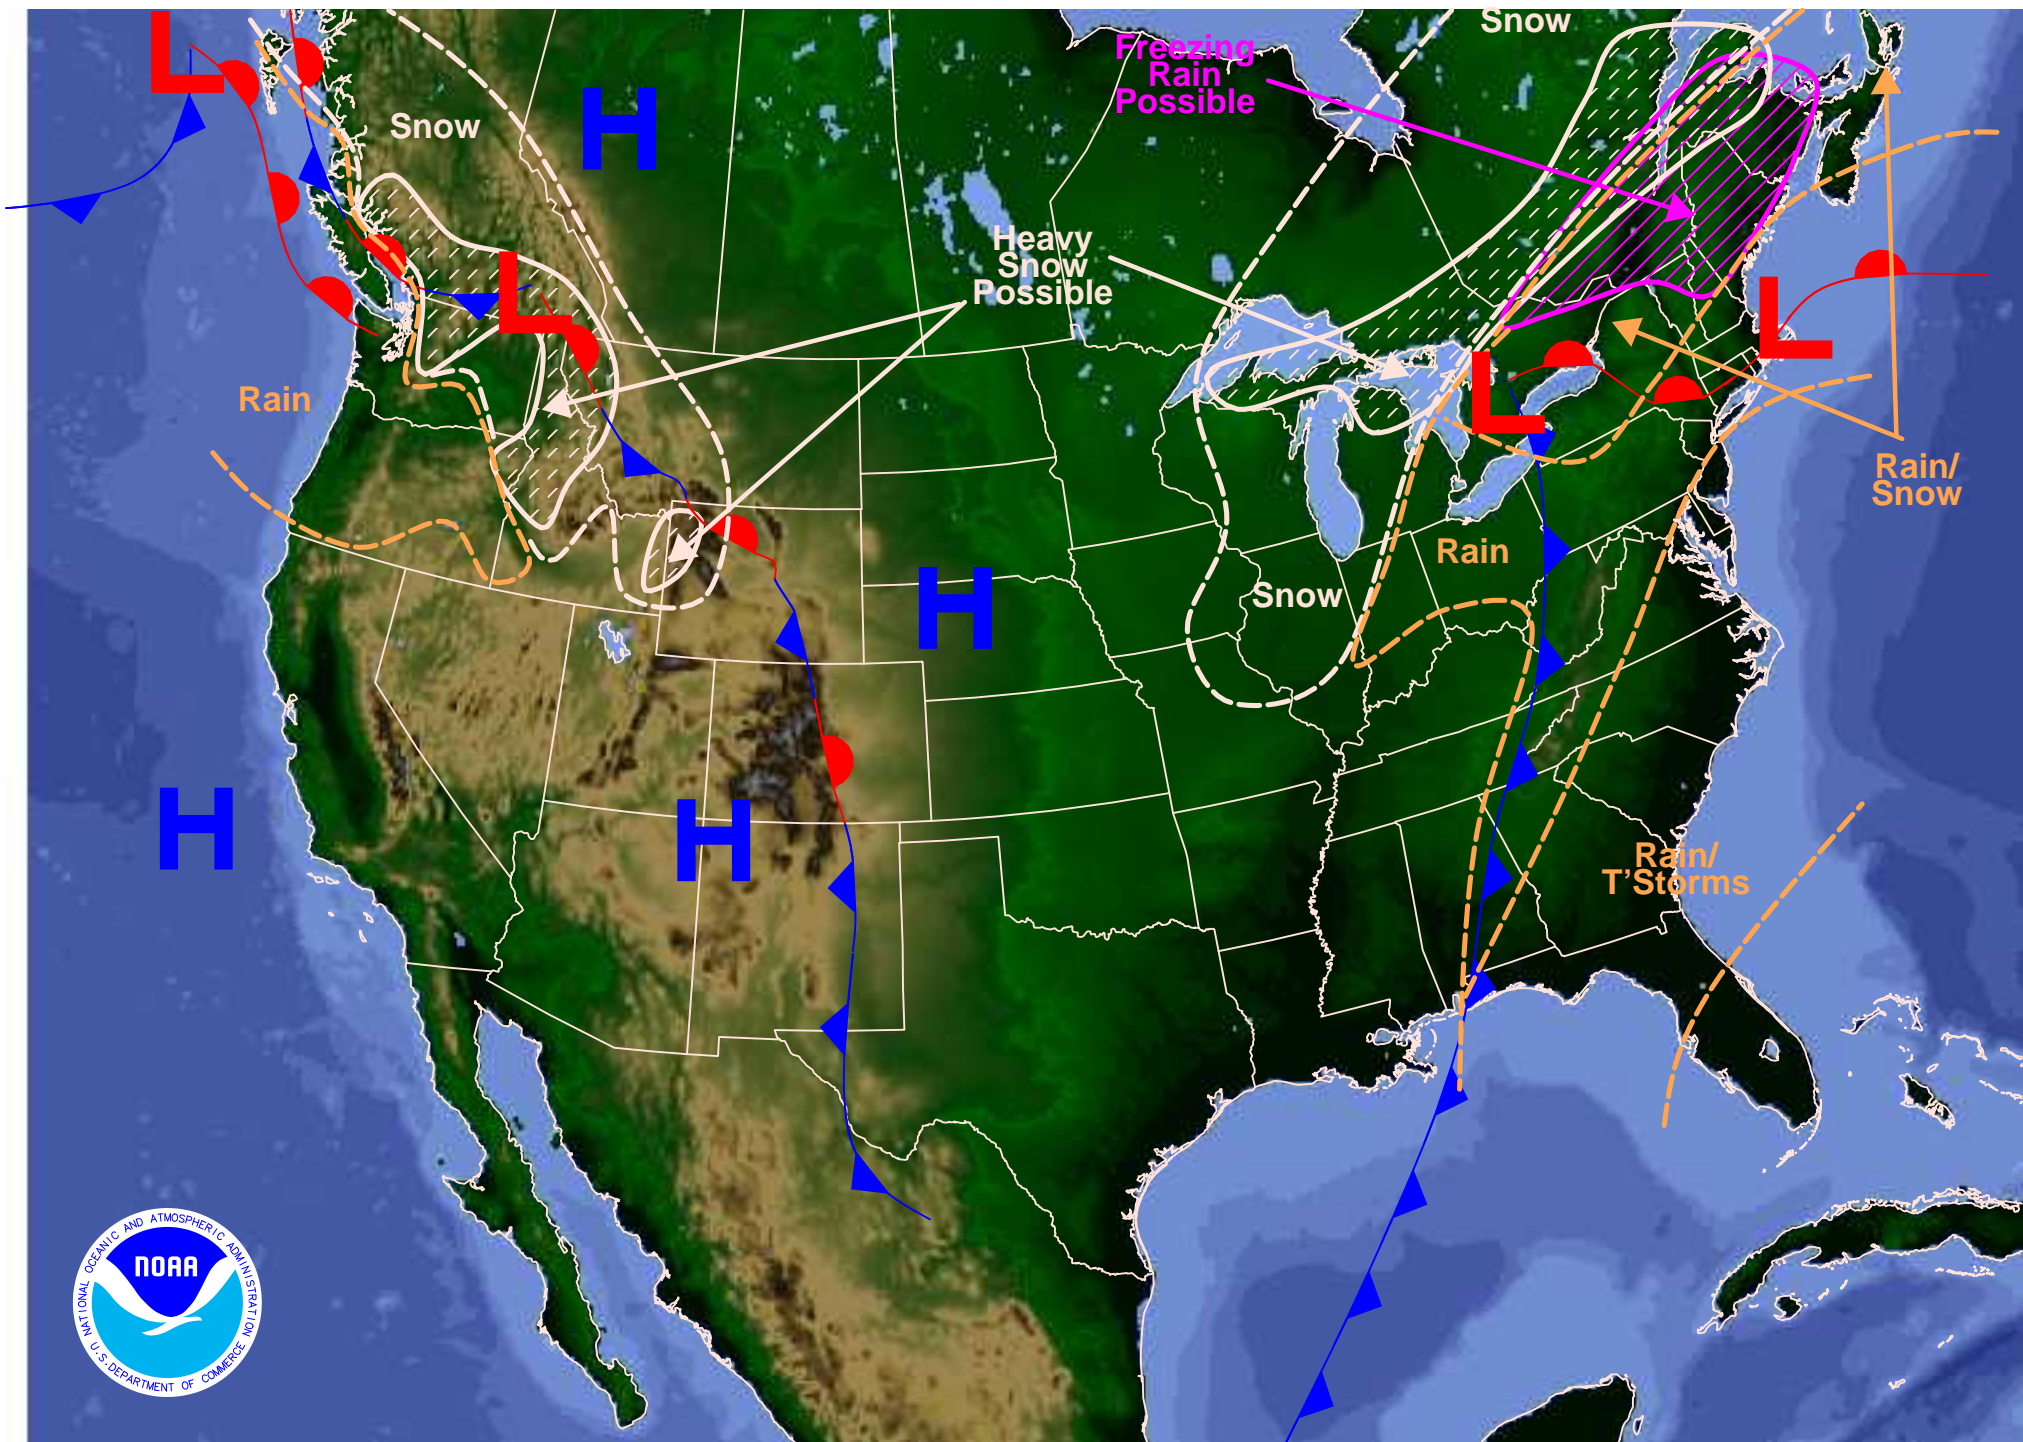 L
Snow
Freezing
Rain
Possible
Snow
H
Heavy
Snow
Possible
L
L
L
Rain
Rain/
Snow
Rain
Snow
H
H
H
Rain/
T'Storms
NATIONAL OCEANIC AND ATMOSPHERIC ADMINISTRATION
NOAA
U.S. DEPARTMENT OF COMMERCE